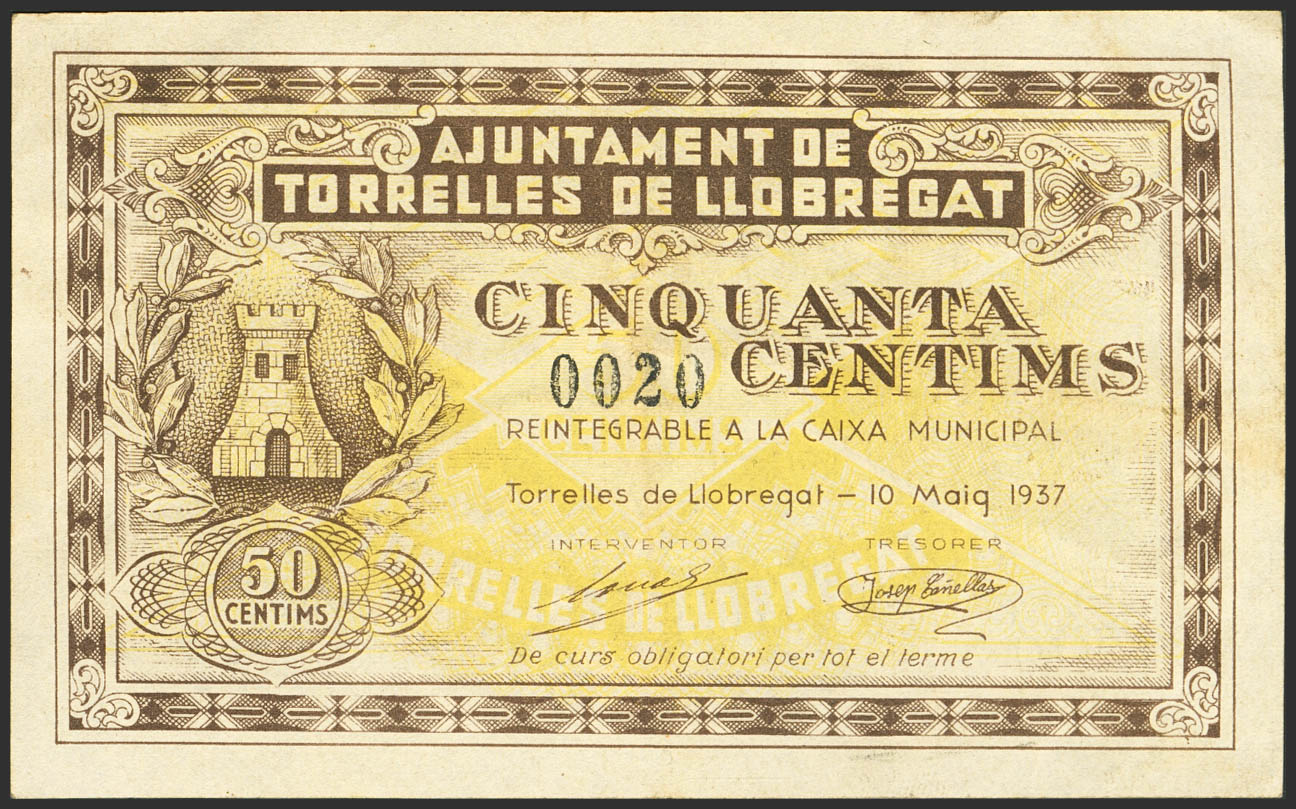 AJUNTAMENT DE
TORRELLES DE LLOBREGAT
CINQUANTA
0020 CENTIMS
REINTEGRABLE A LA CAIXA MUNICIPAL
Torrelles de Llobregat – 10 Maig 1937
INTERVENTOR TRESORER
Josep Cañellas
TORRELLES DE LLOBREGAT
50
CENTIMS
De curs obligatori per tot el terme